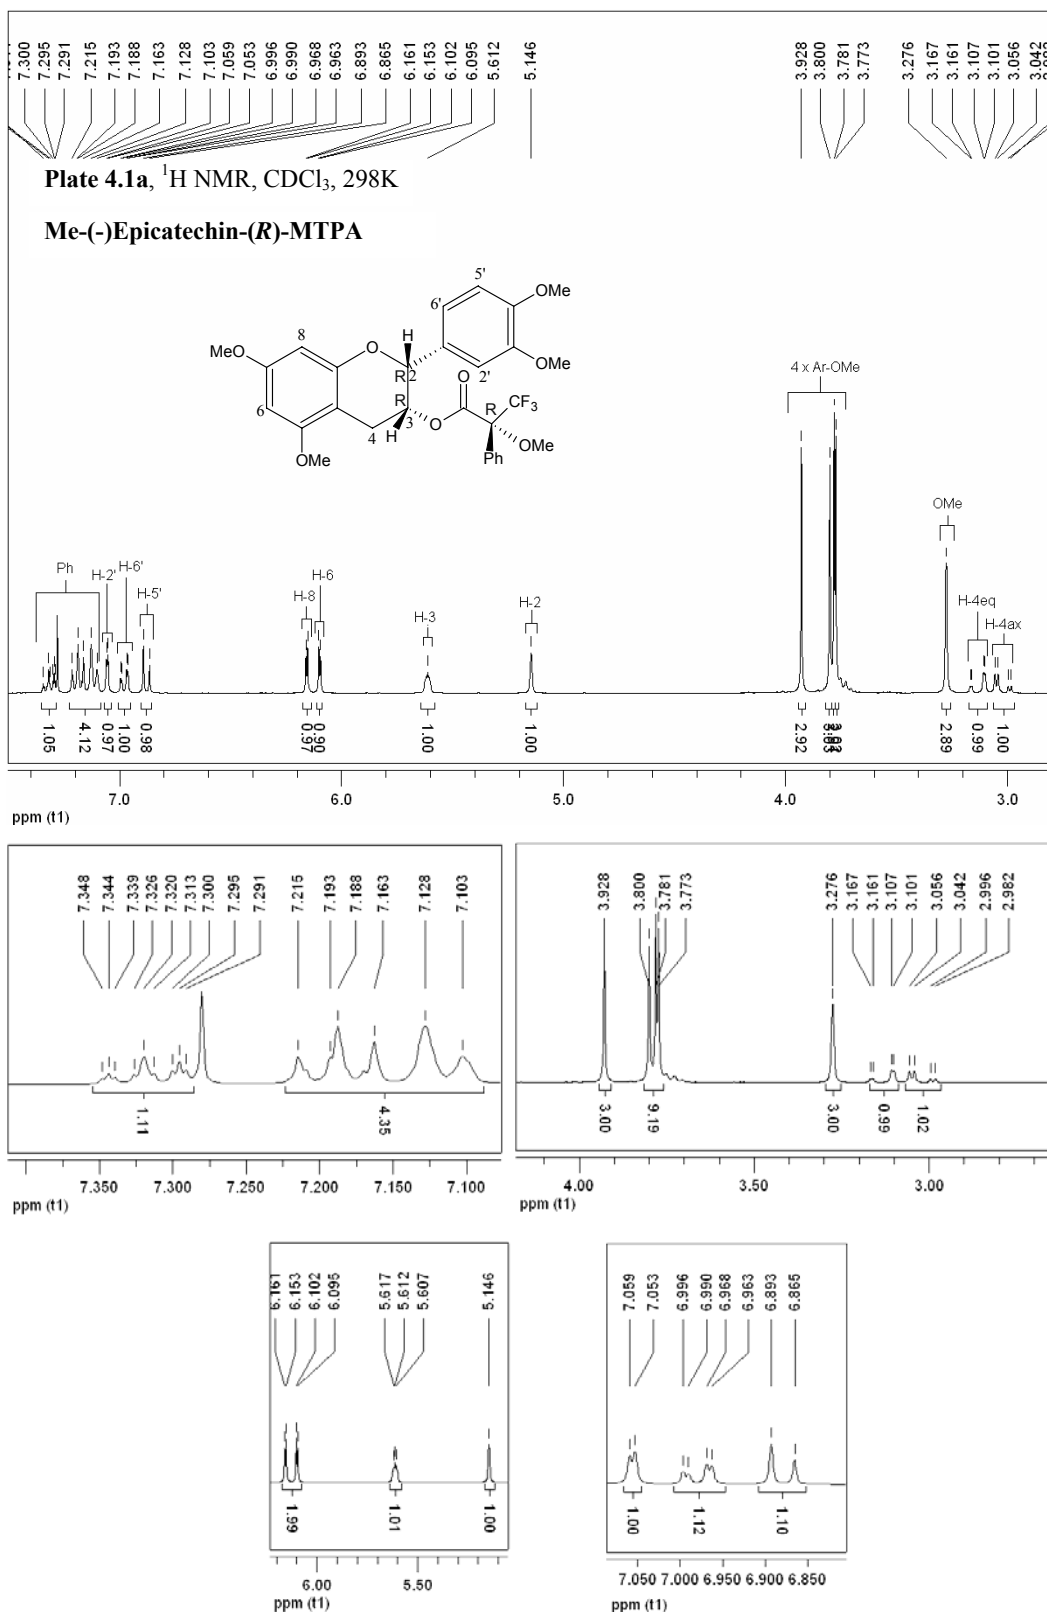 7.300 7.295 7.291 7.215 7.193 7.188 7.163 7.128 7.103 7.059 7.053 6.996 6.990 6.968 6.963 6.893 6.865 6.161 6.153 6.102 6.095 5.612 5.146 3.928 3.800 3.781 3.773 3.276 3.167 3.161 3.107 3.101 3.056 3.042
Plate 4.1a, ¹H NMR, CDCl₃, 298K
Me-(-)Epicatechin-(R)-MTPA
5'
6' OMe
8 H
MeO O OMe
R 2 2'
4 x Ar-OMe
R O CF₃
6 3 O R
4 H OMe
OMe Ph
OMe
Ph H-2' H-6' H-5' H-8 H-6 H-3 H-2 H-4eq H-4ax
1.05 4.12 0.97 1.00 0.98 0.97 0.99 1.00 1.00 2.92 2.89 0.99 1.00
7.0 6.0 5.0 4.0 3.0
ppm (t1)
7.348 7.344 7.339 7.326 7.320 7.313 7.300 7.295 7.291 7.215 7.193 7.188 7.163 7.128 7.103
1.11 4.35
7.350 7.300 7.250 7.200 7.150 7.100
ppm (t1)
3.928 3.800 3.781 3.773 3.276 3.167 3.161 3.107 3.101 3.056 3.042 2.996 2.982
3.00 9.19 3.00 0.99 1.02
4.00 3.50 3.00
ppm (t1)
6.161 6.153 6.102 6.095 5.617 5.612 5.607 5.146
1.99 1.01 1.00
6.00 5.50
ppm (t1)
7.059 7.053 6.996 6.990 6.968 6.963 6.893 6.865
1.00 1.12 1.10
7.050 7.000 6.950 6.900 6.850
ppm (t1)